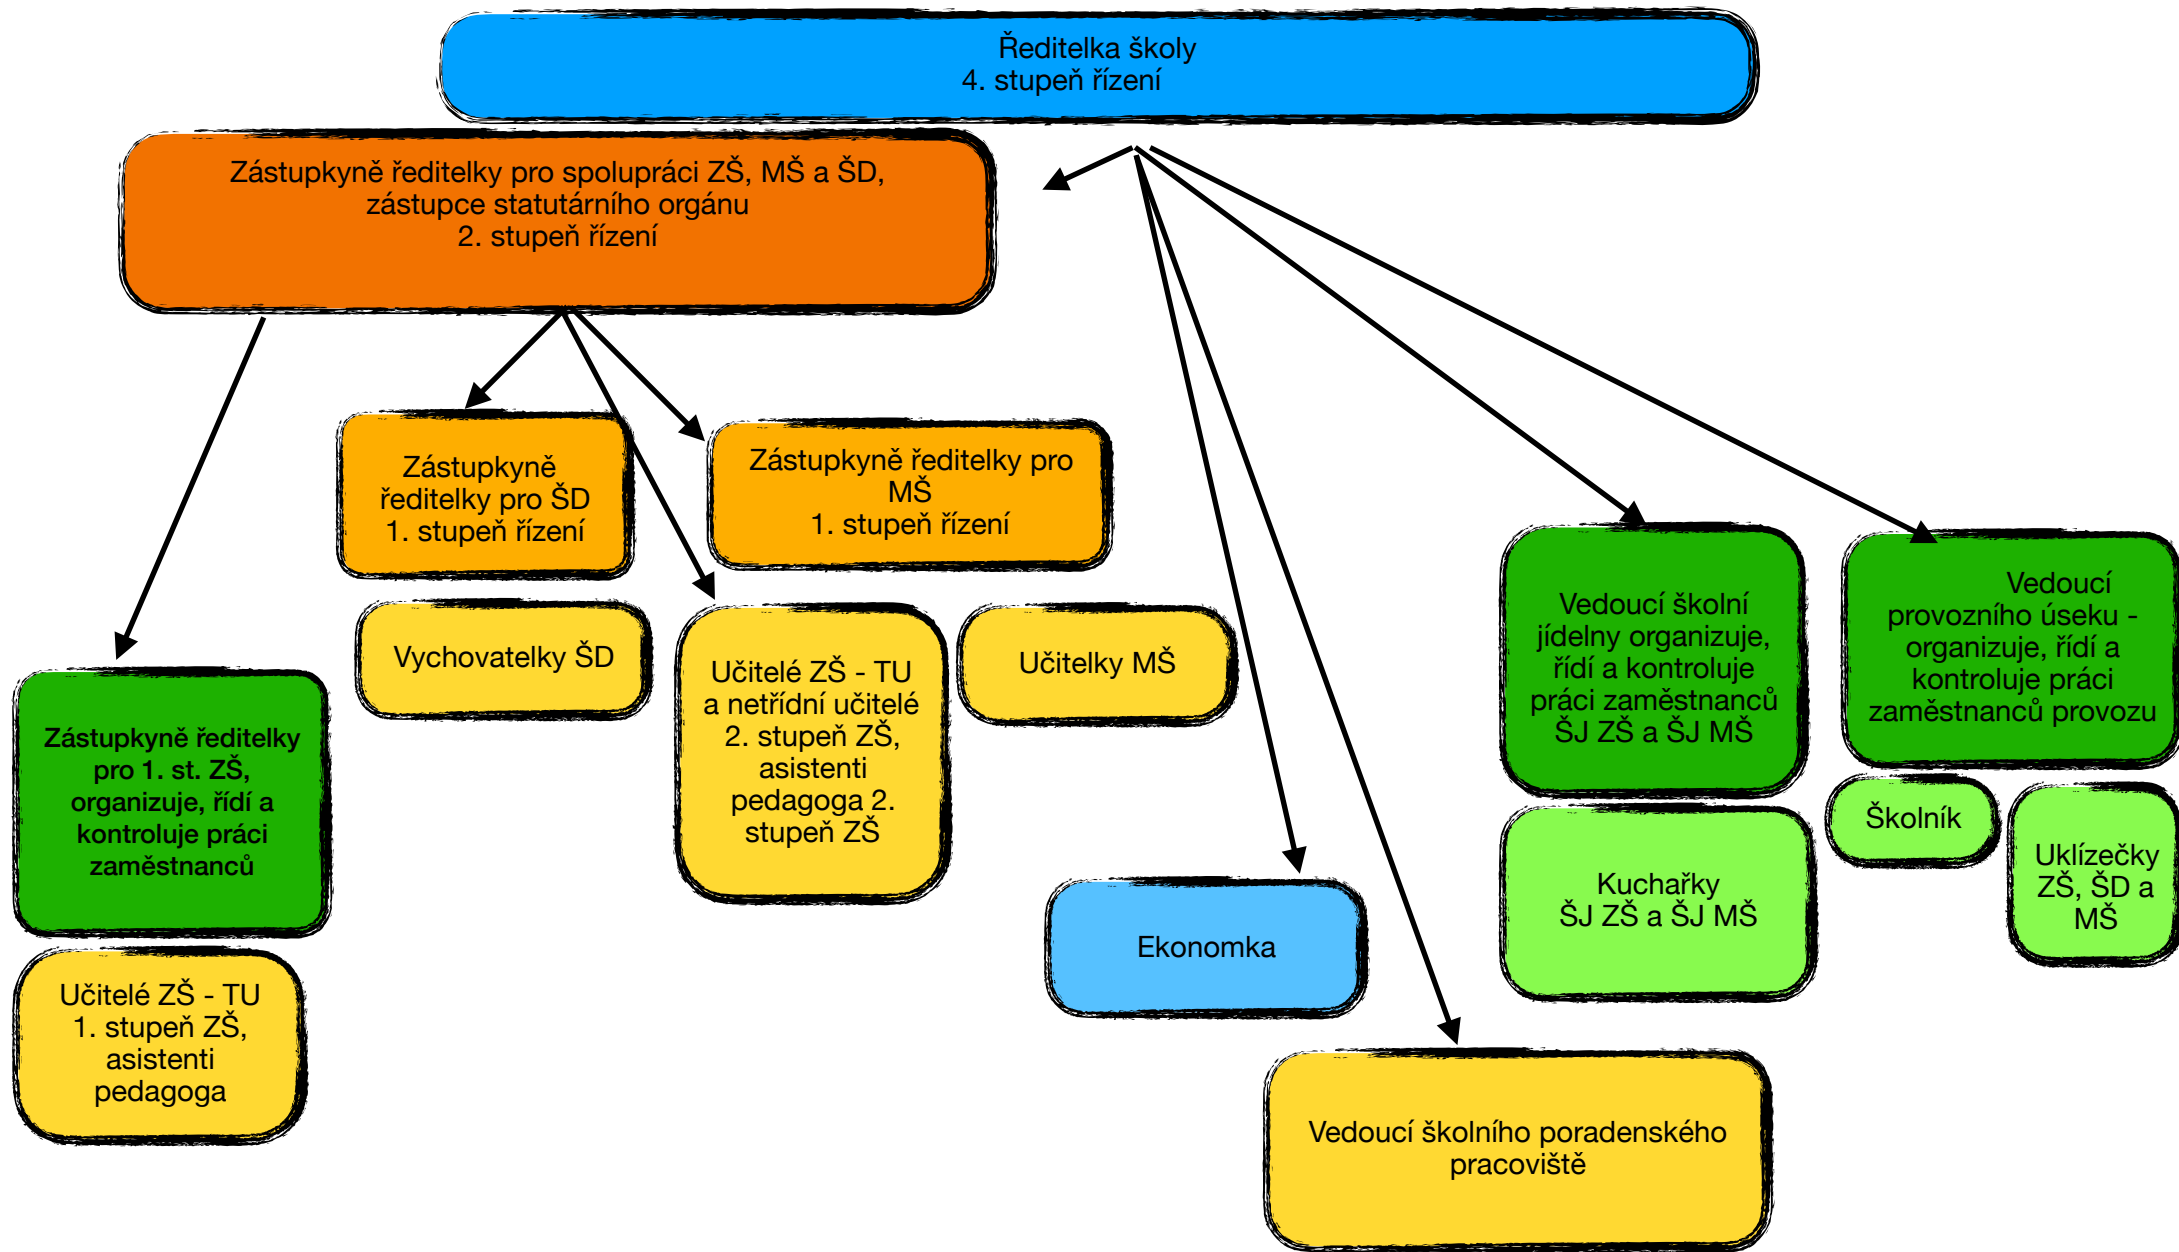 Ředitelka školy
4. stupeň řízení
Zástupkyně ředitelky pro spolupráci ZŠ, MŠ a ŠD,
zástupce statutárního orgánu
2. stupeň řízení
Zástupkyně
ředitelky pro ŠD
1. stupeň řízení
Zástupkyně ředitelky pro
MŠ
1. stupeň řízení
Vychovatelky ŠD
Učitelé ZŠ - TU
a netřídní učitelé
2. stupeň ZŠ,
asistenti
pedagoga 2.
stupeň ZŠ
Učitelky MŠ
Vedoucí školní
jídelny organizuje,
řídí a kontroluje
práci zaměstnanců
ŠJ ZŠ a ŠJ MŠ
Vedoucí
provozního úseku -
organizuje, řídí a
kontroluje práci
zaměstnanců provozu
Zástupkyně ředitelky
pro 1. st. ZŠ,
organizuje, řídí a
kontroluje práci
zaměstnanců
Školník
Uklízečky
ZŠ, ŠD a
MŠ
Kuchařky
ŠJ ZŠ a ŠJ MŠ
Ekonomka
Učitelé ZŠ - TU
1. stupeň ZŠ,
asistenti
pedagoga
Vedoucí školního poradenského
pracoviště